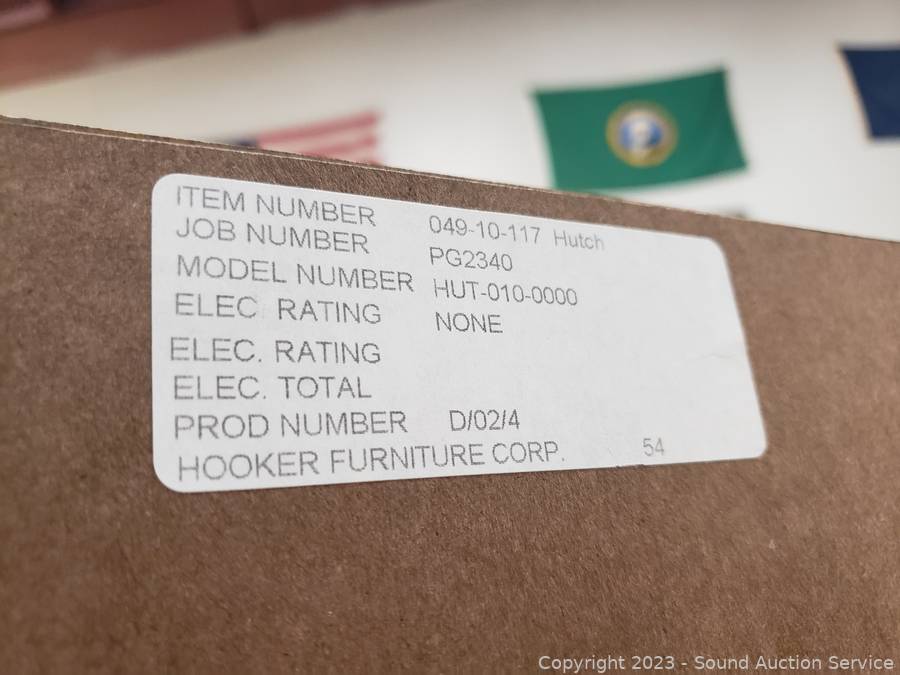 ITEM NUMBER 049-10-117 Hutch
JOB NUMBER PG2340
MODEL NUMBER HUT-010-0000
ELEC. RATING NONE
ELEC. RATING
ELEC. TOTAL
PROD NUMBER D/02/4
HOOKER FURNITURE CORP. 54
Copyright 2023 - Sound Auction Service